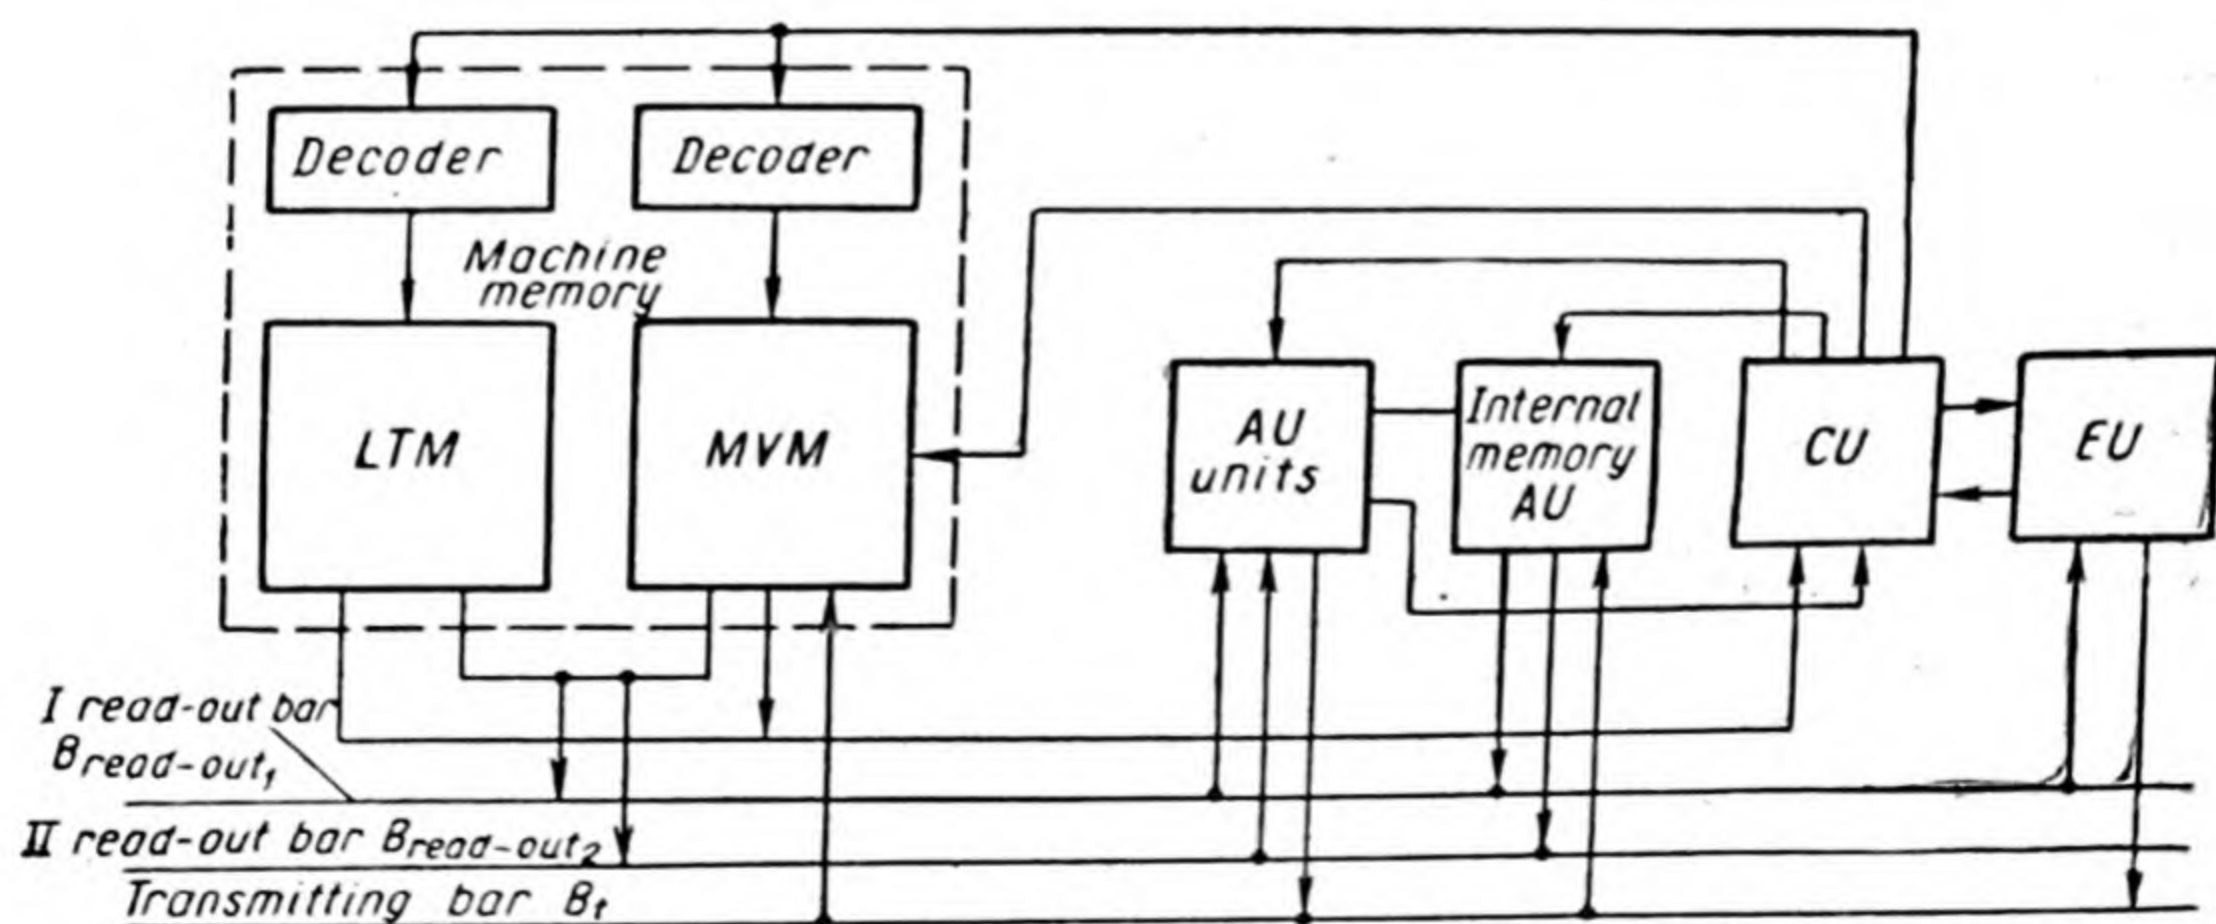 Decoder
Decoder
Machine
memory
LTM
MVM
AU
units
Internal
memory
AU
CU
EU
I read-out bar
Bread-out1
II read-out bar Bread-out2
Transmitting bar Bt